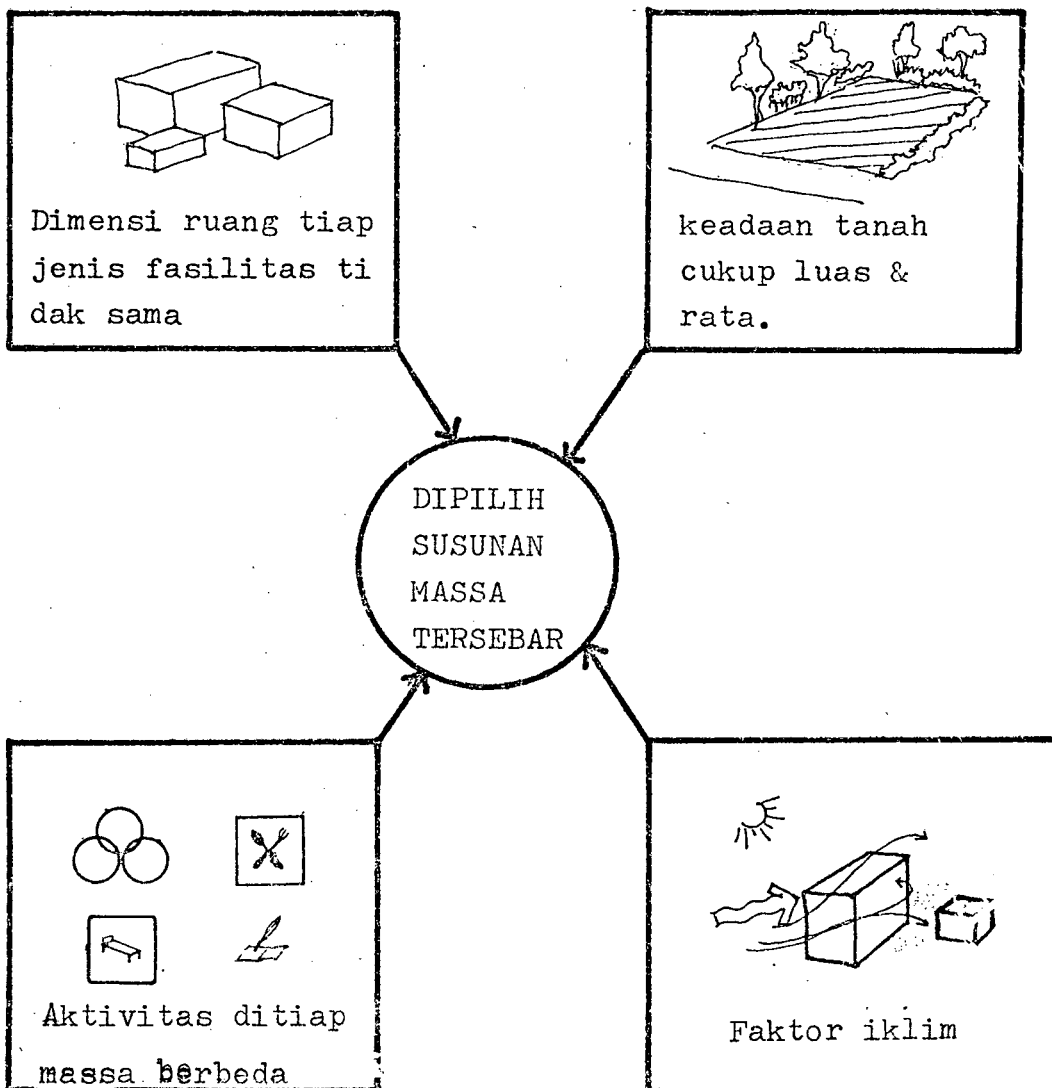 Dimensi ruang tiap
jenis fasilitas ti
dak sama
keadaan tanah
cukup luas &
rata.
DIPILIH
SUSUNAN
MASSA
TERSEBAR
Aktivitas ditiap
massa berbeda
Faktor iklim